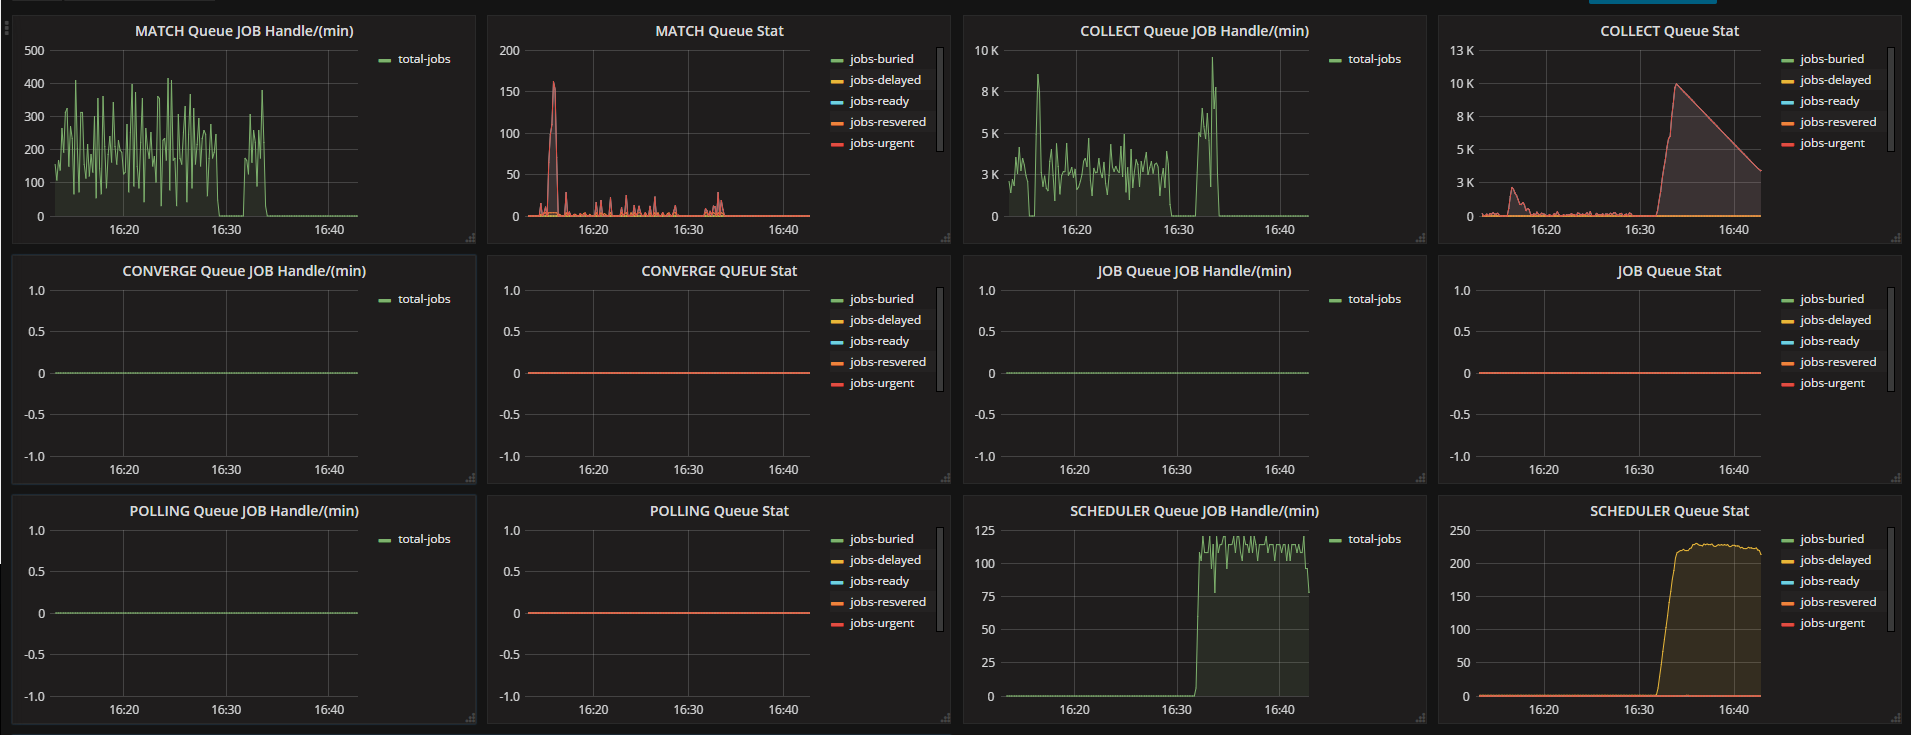 MATCH Queue JOB Handle/(min)
500
400
300
200
100
0
16:20
16:30
16:40
total-jobs
MATCH Queue Stat
200
150
100
50
0
16:20
16:30
16:40
jobs-buried
jobs-delayed
jobs-ready
jobs-resvered
jobs-urgent
COLLECT Queue JOB Handle/(min)
10 K
8 K
5 K
3 K
0
16:20
16:30
16:40
total-jobs
COLLECT Queue Stat
13 K
10 K
8 K
5 K
3 K
0
16:20
16:30
16:40
jobs-buried
jobs-delayed
jobs-ready
jobs-resvered
jobs-urgent
CONVERGE Queue JOB Handle/(min)
1.0
0.5
0
-0.5
-1.0
16:20
16:30
16:40
total-jobs
CONVERGE QUEUE Stat
1.0
0.5
0
-0.5
-1.0
16:20
16:30
16:40
jobs-buried
jobs-delayed
jobs-ready
jobs-resvered
jobs-urgent
JOB Queue JOB Handle/(min)
1.0
0.5
0
-0.5
-1.0
16:20
16:30
16:40
total-jobs
JOB Queue Stat
1.0
0.5
0
-0.5
-1.0
16:20
16:30
16:40
jobs-buried
jobs-delayed
jobs-ready
jobs-resvered
jobs-urgent
POLLING Queue JOB Handle/(min)
1.0
0.5
0
-0.5
-1.0
16:20
16:30
16:40
total-jobs
POLLING Queue Stat
1.0
0.5
0
-0.5
-1.0
16:20
16:30
16:40
jobs-buried
jobs-delayed
jobs-ready
jobs-resvered
jobs-urgent
SCHEDULER Queue JOB Handle/(min)
125
100
75
50
25
0
16:20
16:30
16:40
total-jobs
SCHEDULER Queue Stat
250
200
150
100
50
0
16:20
16:30
16:40
jobs-buried
jobs-delayed
jobs-ready
jobs-resvered
jobs-urgent